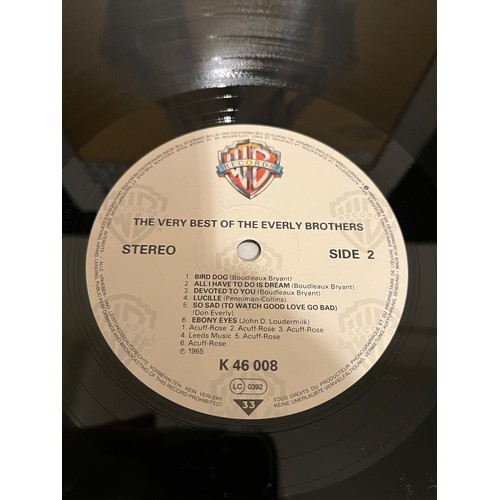 WB
RECORDS
THE VERY BEST OF THE EVERLY BROTHERS
STEREO
SIDE 2
1. BIRD DOG (Boudleaux Bryant)
2. ALL I HAVE TO DO IS DREAM (Boudleaux Bryant)
3. DEVOTED TO YOU (Boudleaux Bryant)
4. LUCILLE (Penniman-Collins)
5. SO SAD (TO WATCH GOOD LOVE GO BAD)
(Don Everly)
6. EBONY EYES (John D. Loudermilk)
1. Acuff-Rose 2. Acuff-Rose 3. Acuff-Rose
4. Leeds Music 5. Acuff-Rose
6. Acuff-Rose
℗ 1965
K 46 008
LC 0392
33